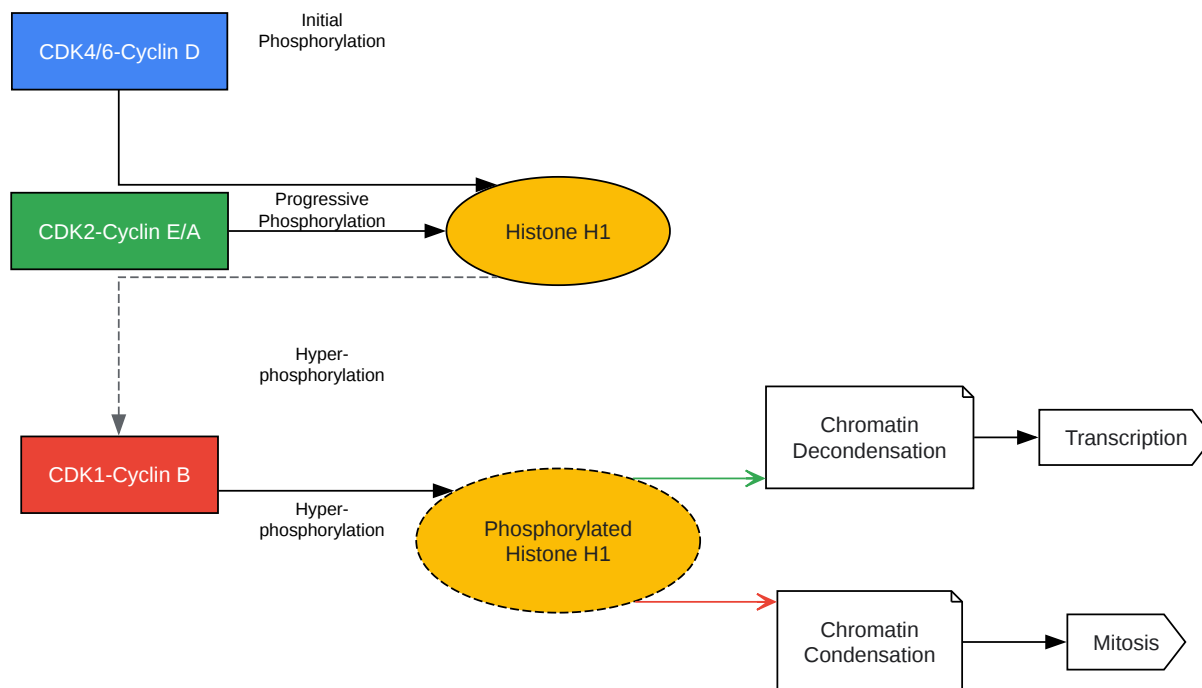 Initial
Phosphorylation
CDK4/6-Cyclin D
Progressive
Phosphorylation
CDK2-Cyclin E/A
Histone H1
Hyper-
phosphorylation
Chromatin
Decondensation
Transcription
CDK1-Cyclin B
Hyper-
phosphorylation
Phosphorylated
Histone H1
Chromatin
Condensation
Mitosis